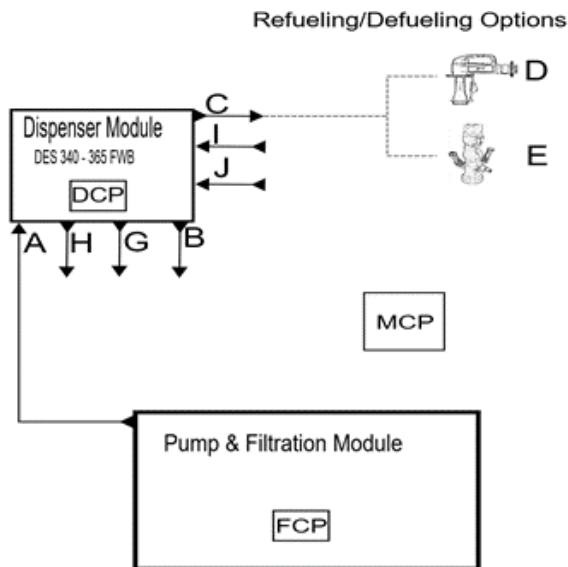 Refueling/Defueling Options
D
C
Dispenser Module
I
DES 340 - 365 FWB
E
J
DCP
A H G B
MCP
Pump & Filtration Module
FCP